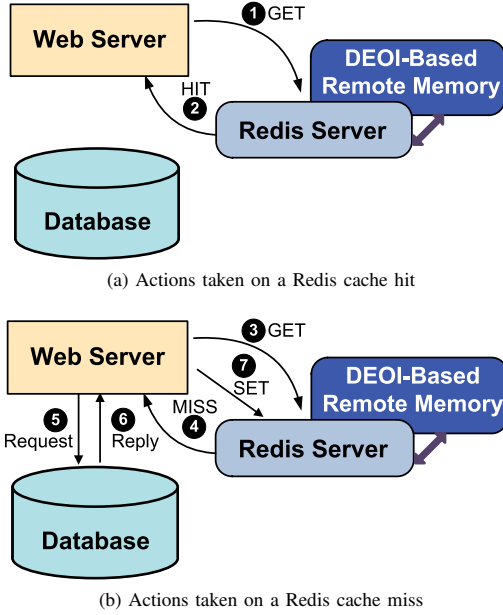 1 GET
Web Server
DEOI-Based
Remote Memory
HIT
2
Redis Server
Database
(a) Actions taken on a Redis cache hit
3 GET
Web Server
7
SET
DEOI-Based
Remote Memory
MISS
4
5
6
Request
Reply
Redis Server
Database
(b) Actions taken on a Redis cache miss